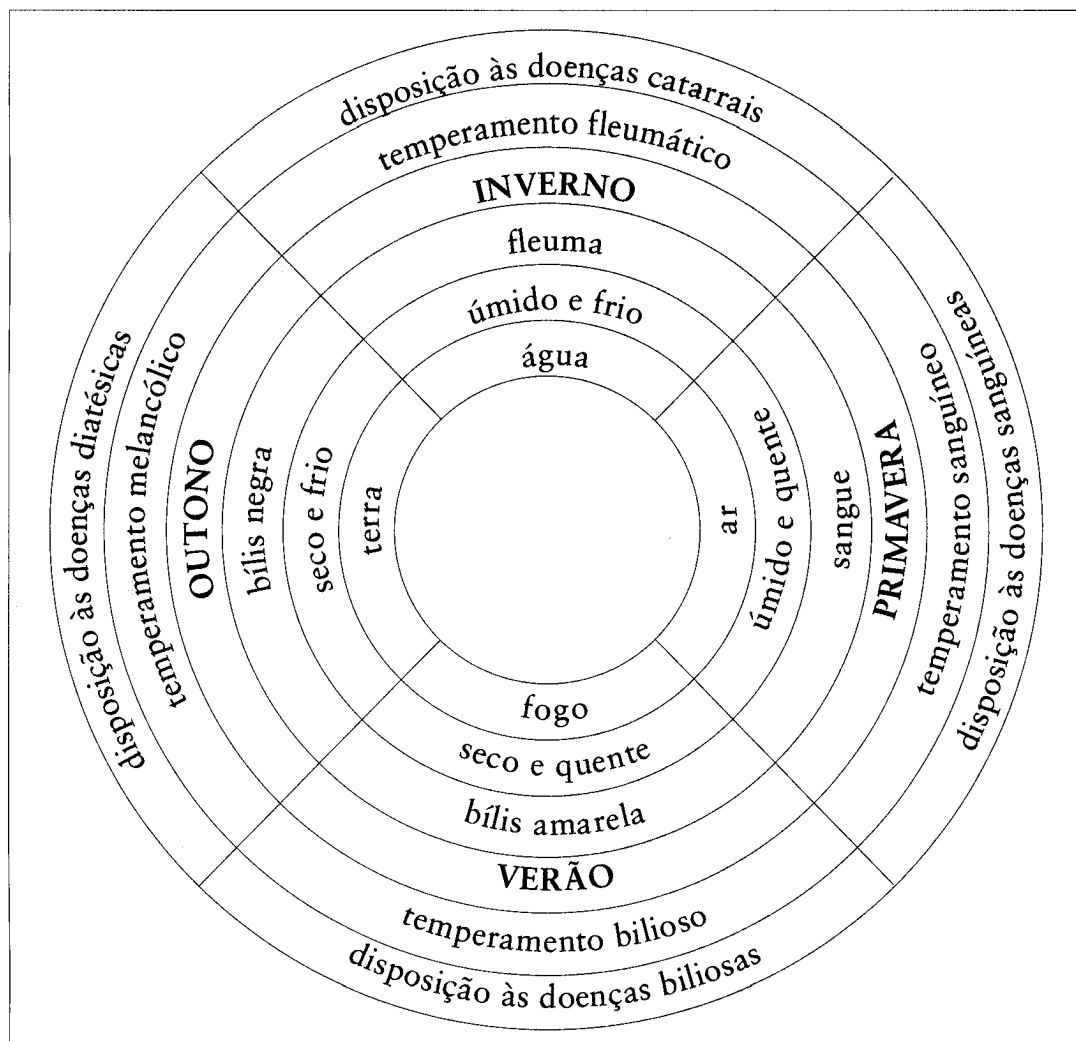 disposição às doenças catarrais
temperamento fleumático
INVERNO
fleuma
úmido e frio
água
disposição às doenças diatésicas
temperamento melancólico
OUTONO
bílis negra
seco e frio
terra
ar
úmido e quente
sangue
PRIMAVERA
temperamento sanguíneo
disposição às doenças sanguíneas
fogo
seco e quente
bílis amarela
VERÃO
temperamento bilioso
disposição às doenças biliosas